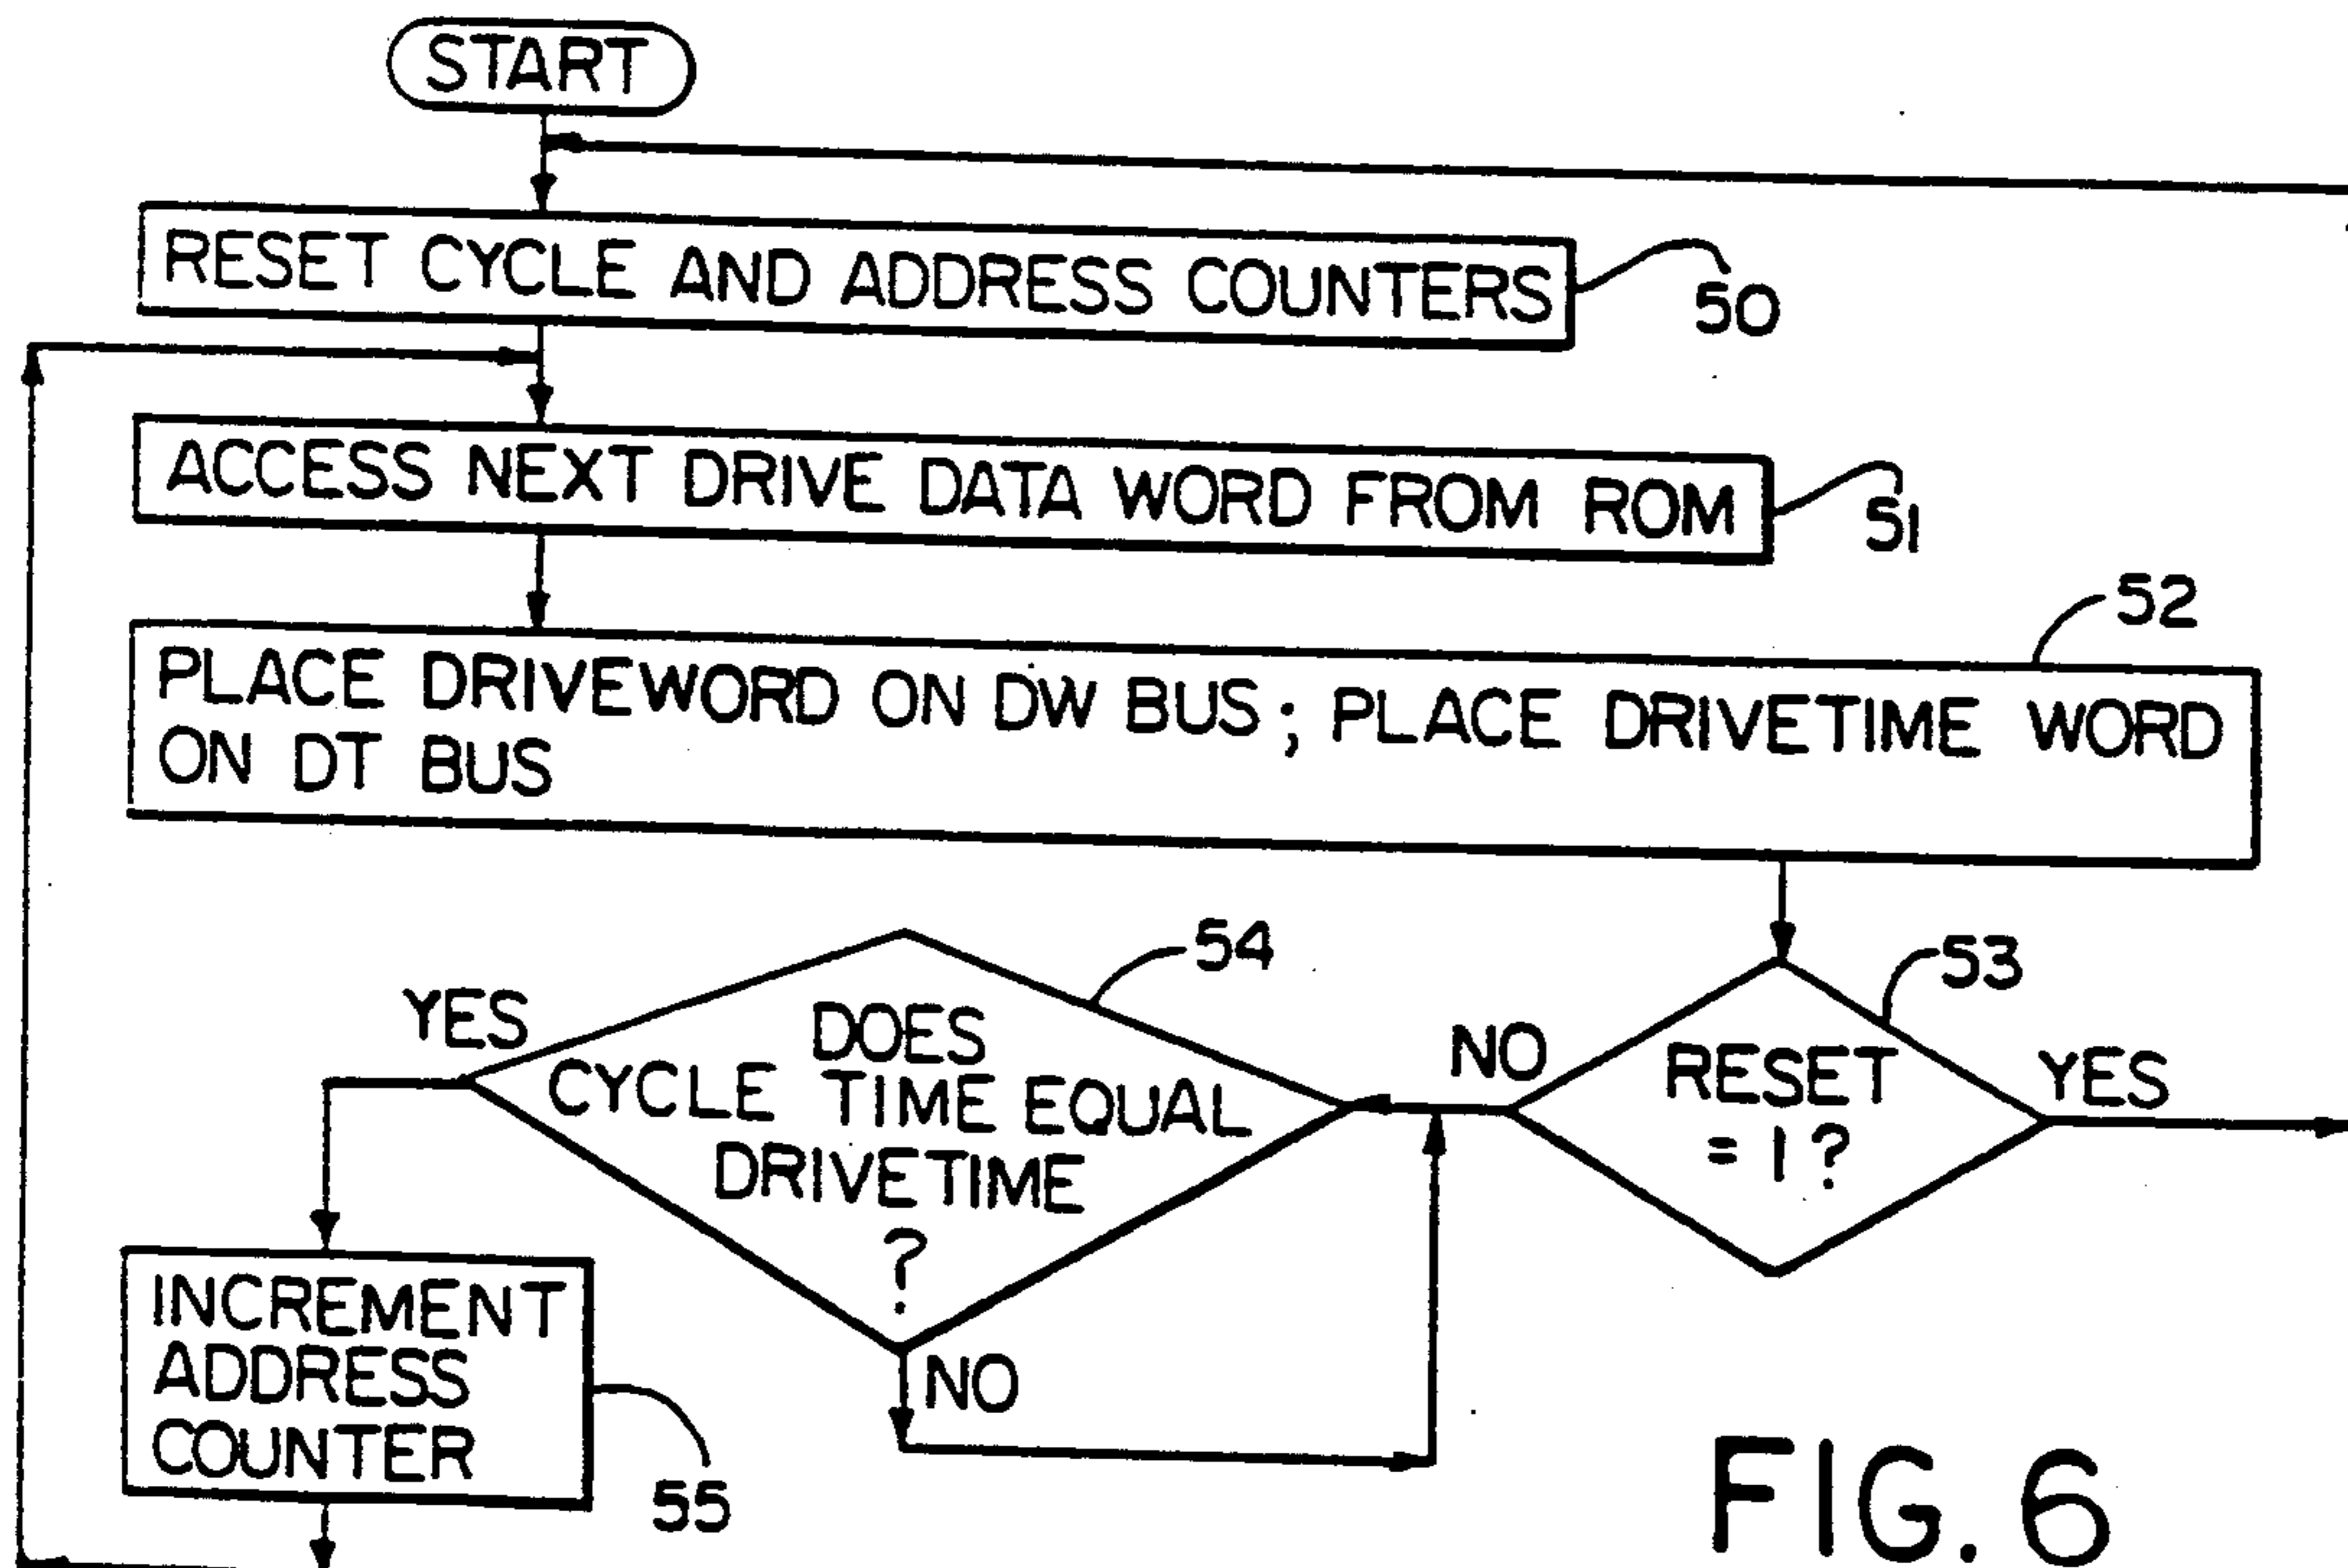 START
RESET CYCLE AND ADDRESS COUNTERS
50
ACCESS NEXT DRIVE DATA WORD FROM ROM
51
52
PLACE DRIVEWORD ON DW BUS; PLACE DRIVETIME WORD
ON DT BUS
54
53
YES
DOES
CYCLE TIME EQUAL
DRIVETIME
?
NO
RESET
= 1 ?
YES
NO
INCREMENT
ADDRESS
COUNTER
55
FIG. 6